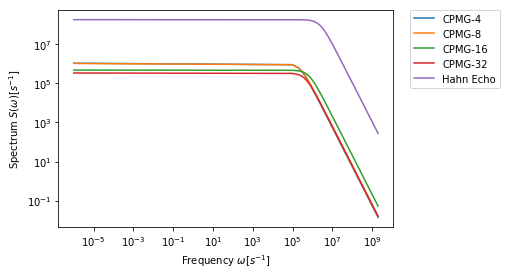 CPMG-4
CPMG-8
CPMG-16
CPMG-32
Hahn Echo
Spectrum S(ω)[s⁻¹]
10⁷
10⁵
10³
10¹
10⁻¹
10⁻⁵ 10⁻³ 10⁻¹ 10¹ 10³ 10⁵ 10⁷ 10⁹
Frequency ω[s⁻¹]